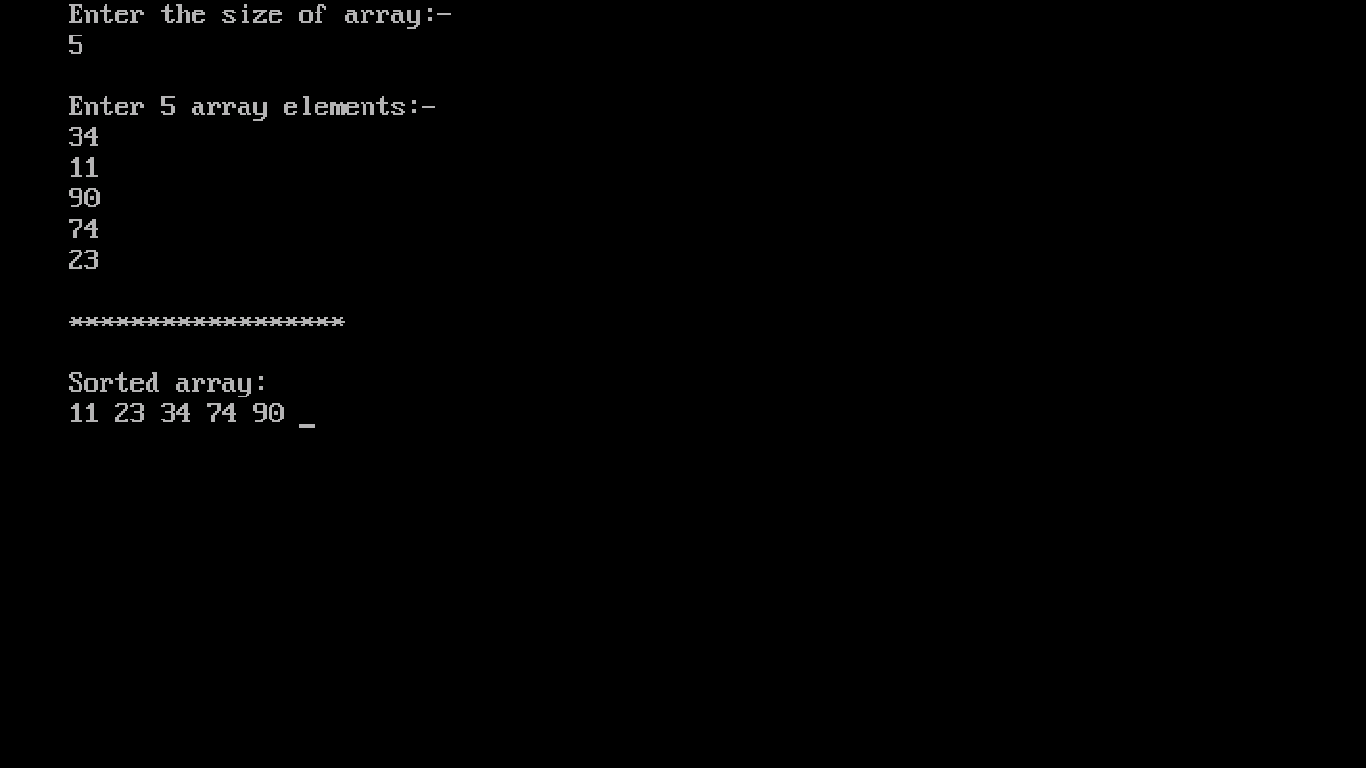 Enter the size of array:-
5
Enter 5 array elements:-
34
11
90
74
23
******************
Sorted array:
11 23 34 74 90 _